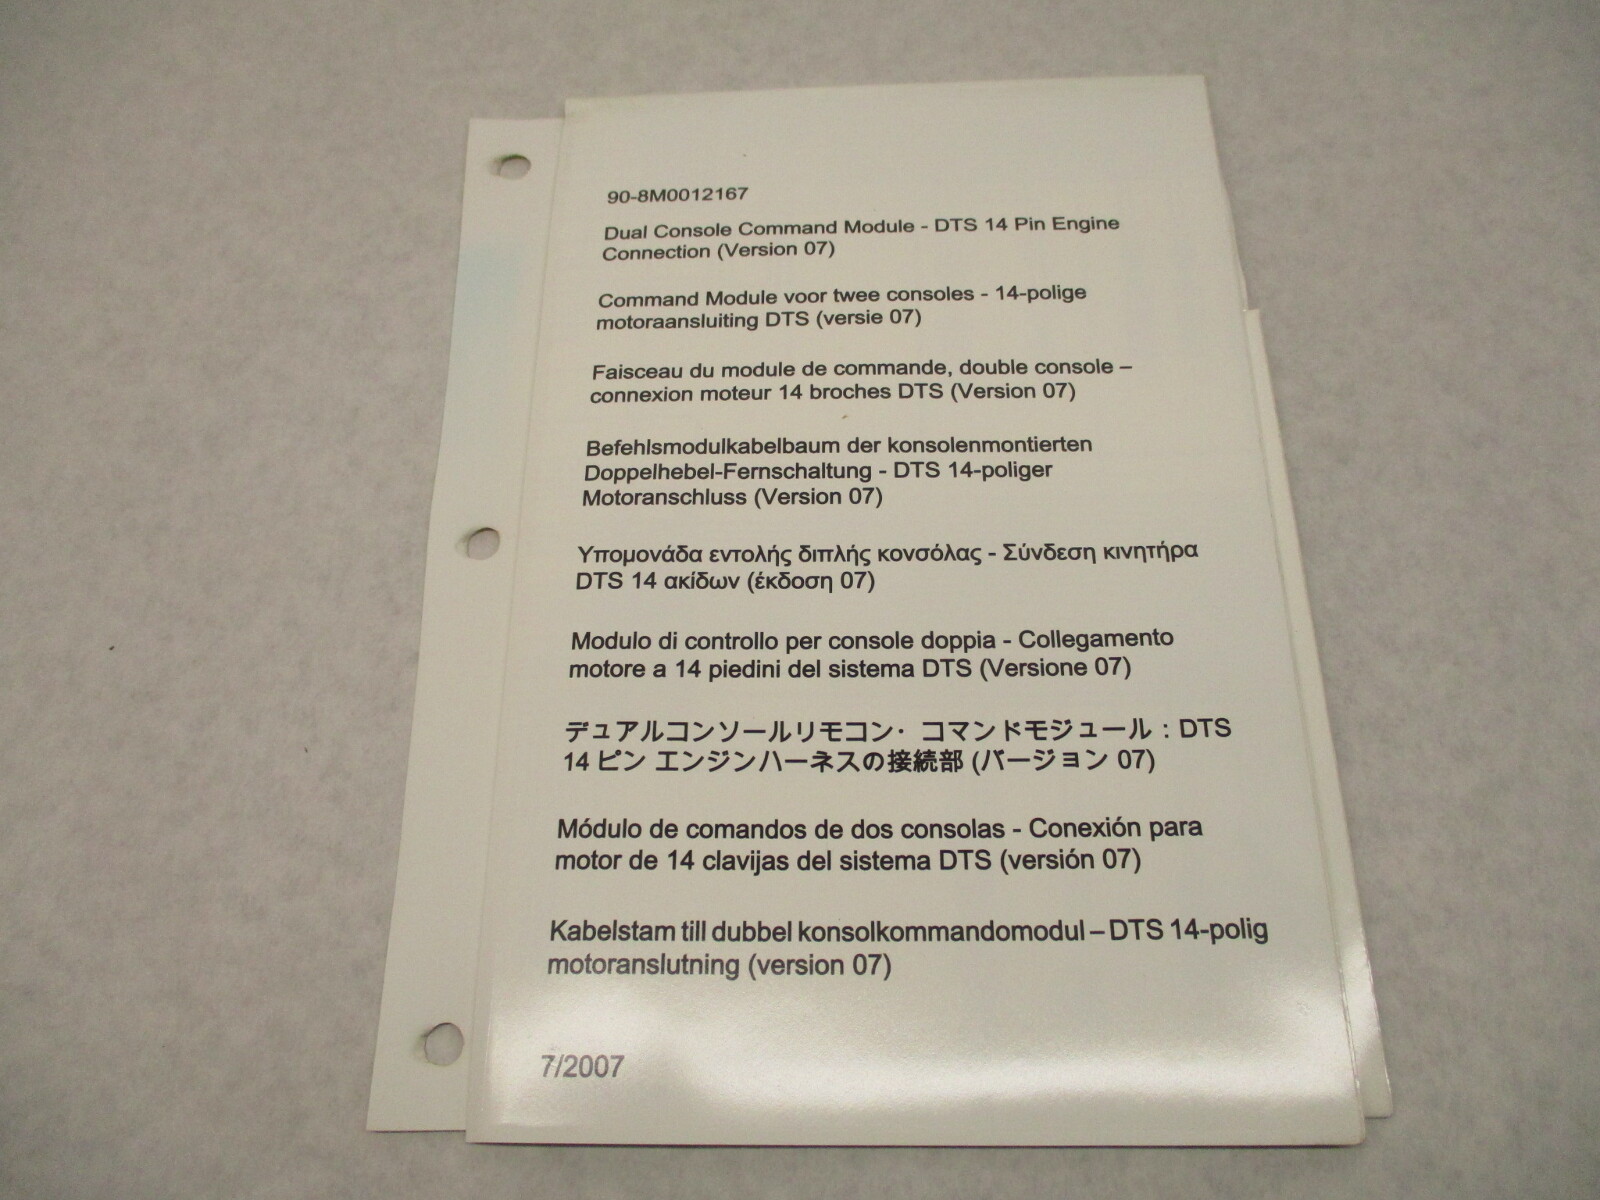 90-8M0012167
Dual Console Command Module - DTS 14 Pin Engine
Connection (Version 07)
Command Module voor twee consoles - 14-polige
motoraansluiting DTS (versie 07)
Faisceau du module de commande, double console –
connexion moteur 14 broches DTS (Version 07)
Befehlsmodulkabelbaum der konsolenmontierten
Doppelhebel-Fernschaltung - DTS 14-poliger
Motoranschluss (Version 07)
Υπομονάδα εντολής διπλής κονσόλας - Σύνδεση κινητήρα
DTS 14 ακίδων (έκδοση 07)
Modulo di controllo per console doppia - Collegamento
motore a 14 piedini del sistema DTS (Versione 07)
デュアルコンソールリモコン・ コマンドモジュール : DTS
14 ピン エンジンハーネスの接続部 (バージョン 07)
Módulo de comandos de dos consolas - Conexión para
motor de 14 clavijas del sistema DTS (versión 07)
Kabelstam till dubbel konsolkommandomodul – DTS 14-polig
motoranslutning (version 07)
7/2007